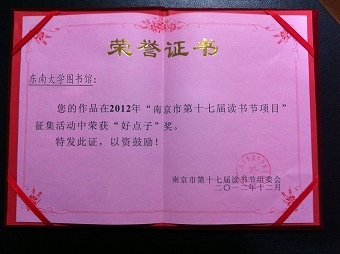 荣誉证书
东南大学图书馆：
您的作品在2012年“南京市第十七届读书节项目”
征集活动中荣获“好点子”奖。
特发此证，以资鼓励！
南京市第十七届读书节组委会
二〇一二年十二月